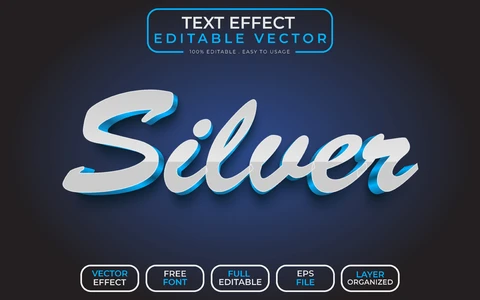 TEXT EFFECT
EDITABLE VECTOR
100% EDITABLE - EASY TO USAGE
Silver
VECTOR
EFFECT
FREE
FONT
FULL
EDITABLE
EPS
FILE
LAYER
ORGANIZED